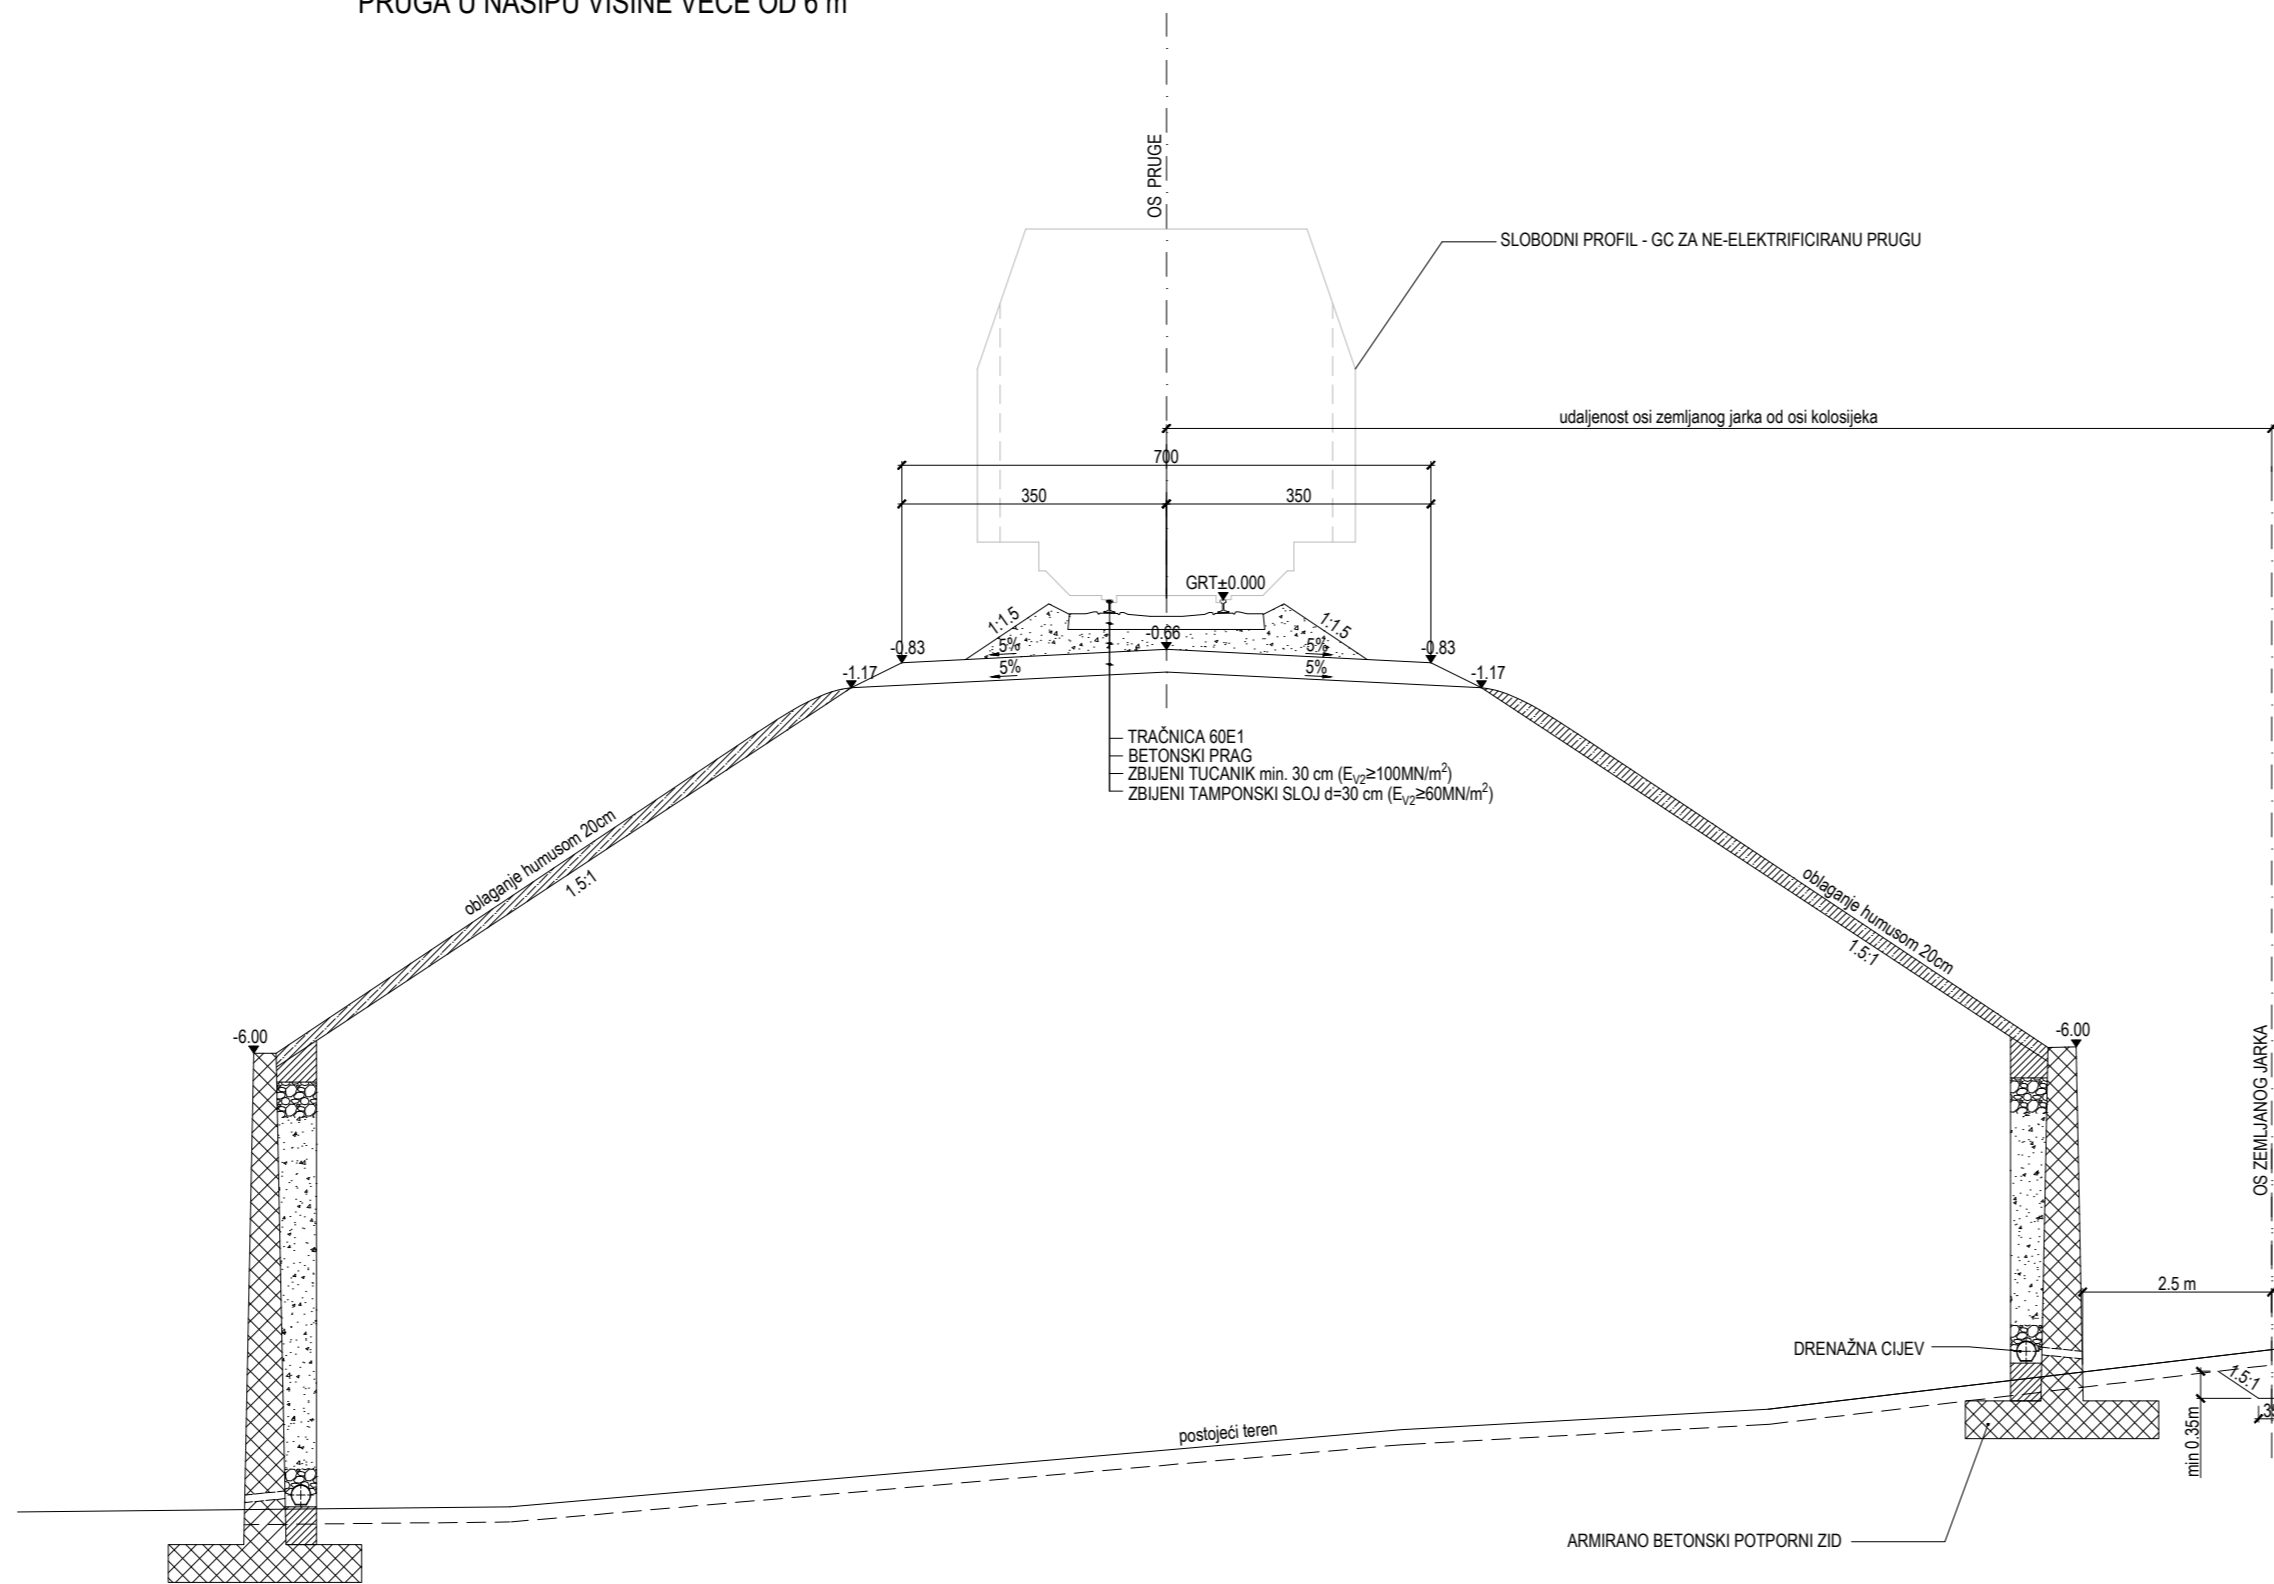 PRUGA U NASIPU VISINE VEĆE OD 6 m
OS PRUGE
SLOBODNI PROFIL - GC ZA NE-ELEKTRIFICIRANU PRUGU
udaljenost osi zemljanog jarka od osi kolosijeka
700
350
350
GRT±0.000
1:1.5
1:1.5
-0.83
5%
-0.66
5%
-0.83
-1.17
5%
5%
-1.17
TRAČNICA 60E1
BETONSKI PRAG
ZBIJENI TUCANIK min. 30 cm (EV2≥100MN/m²)
ZBIJENI TAMPONSKI SLOJ d=30 cm (EV2≥60MN/m²)
oblaganje humusom 20cm
1.5:1
oblaganje humusom 20cm
1.5:1
-6.00
-6.00
OS ZEMLJANOG JARKA
2.5 m
DRENAŽNA CIJEV
1.5:1
min 0.35m
postojeći teren
ARMIRANO BETONSKI POTPORNI ZID